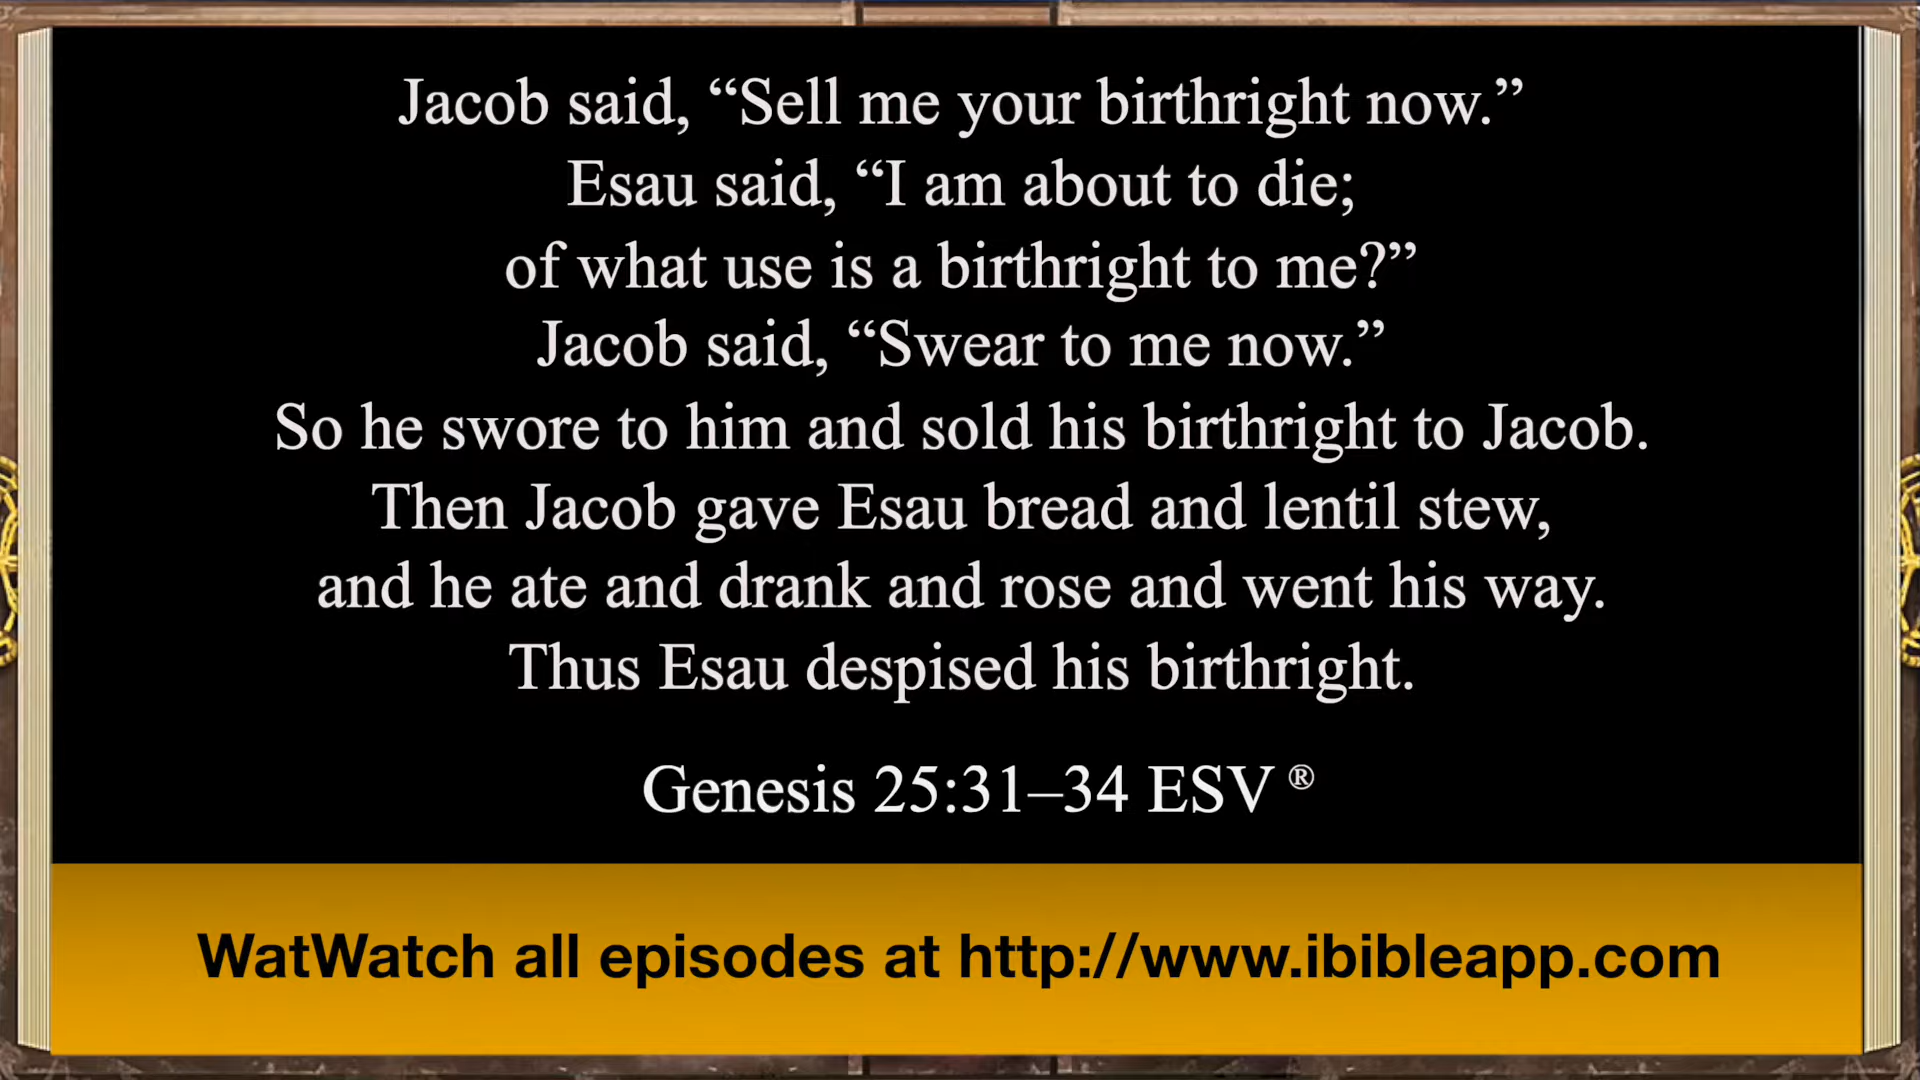 Jacob said, “Sell me your birthright now.”
Esau said, “I am about to die;
of what use is a birthright to me?”
Jacob said, “Swear to me now.”
So he swore to him and sold his birthright to Jacob.
Then Jacob gave Esau bread and lentil stew,
and he ate and drank and rose and went his way.
Thus Esau despised his birthright.
Genesis 25:31–34 ESV ®
WatWatch all episodes at http://www.ibibleapp.com